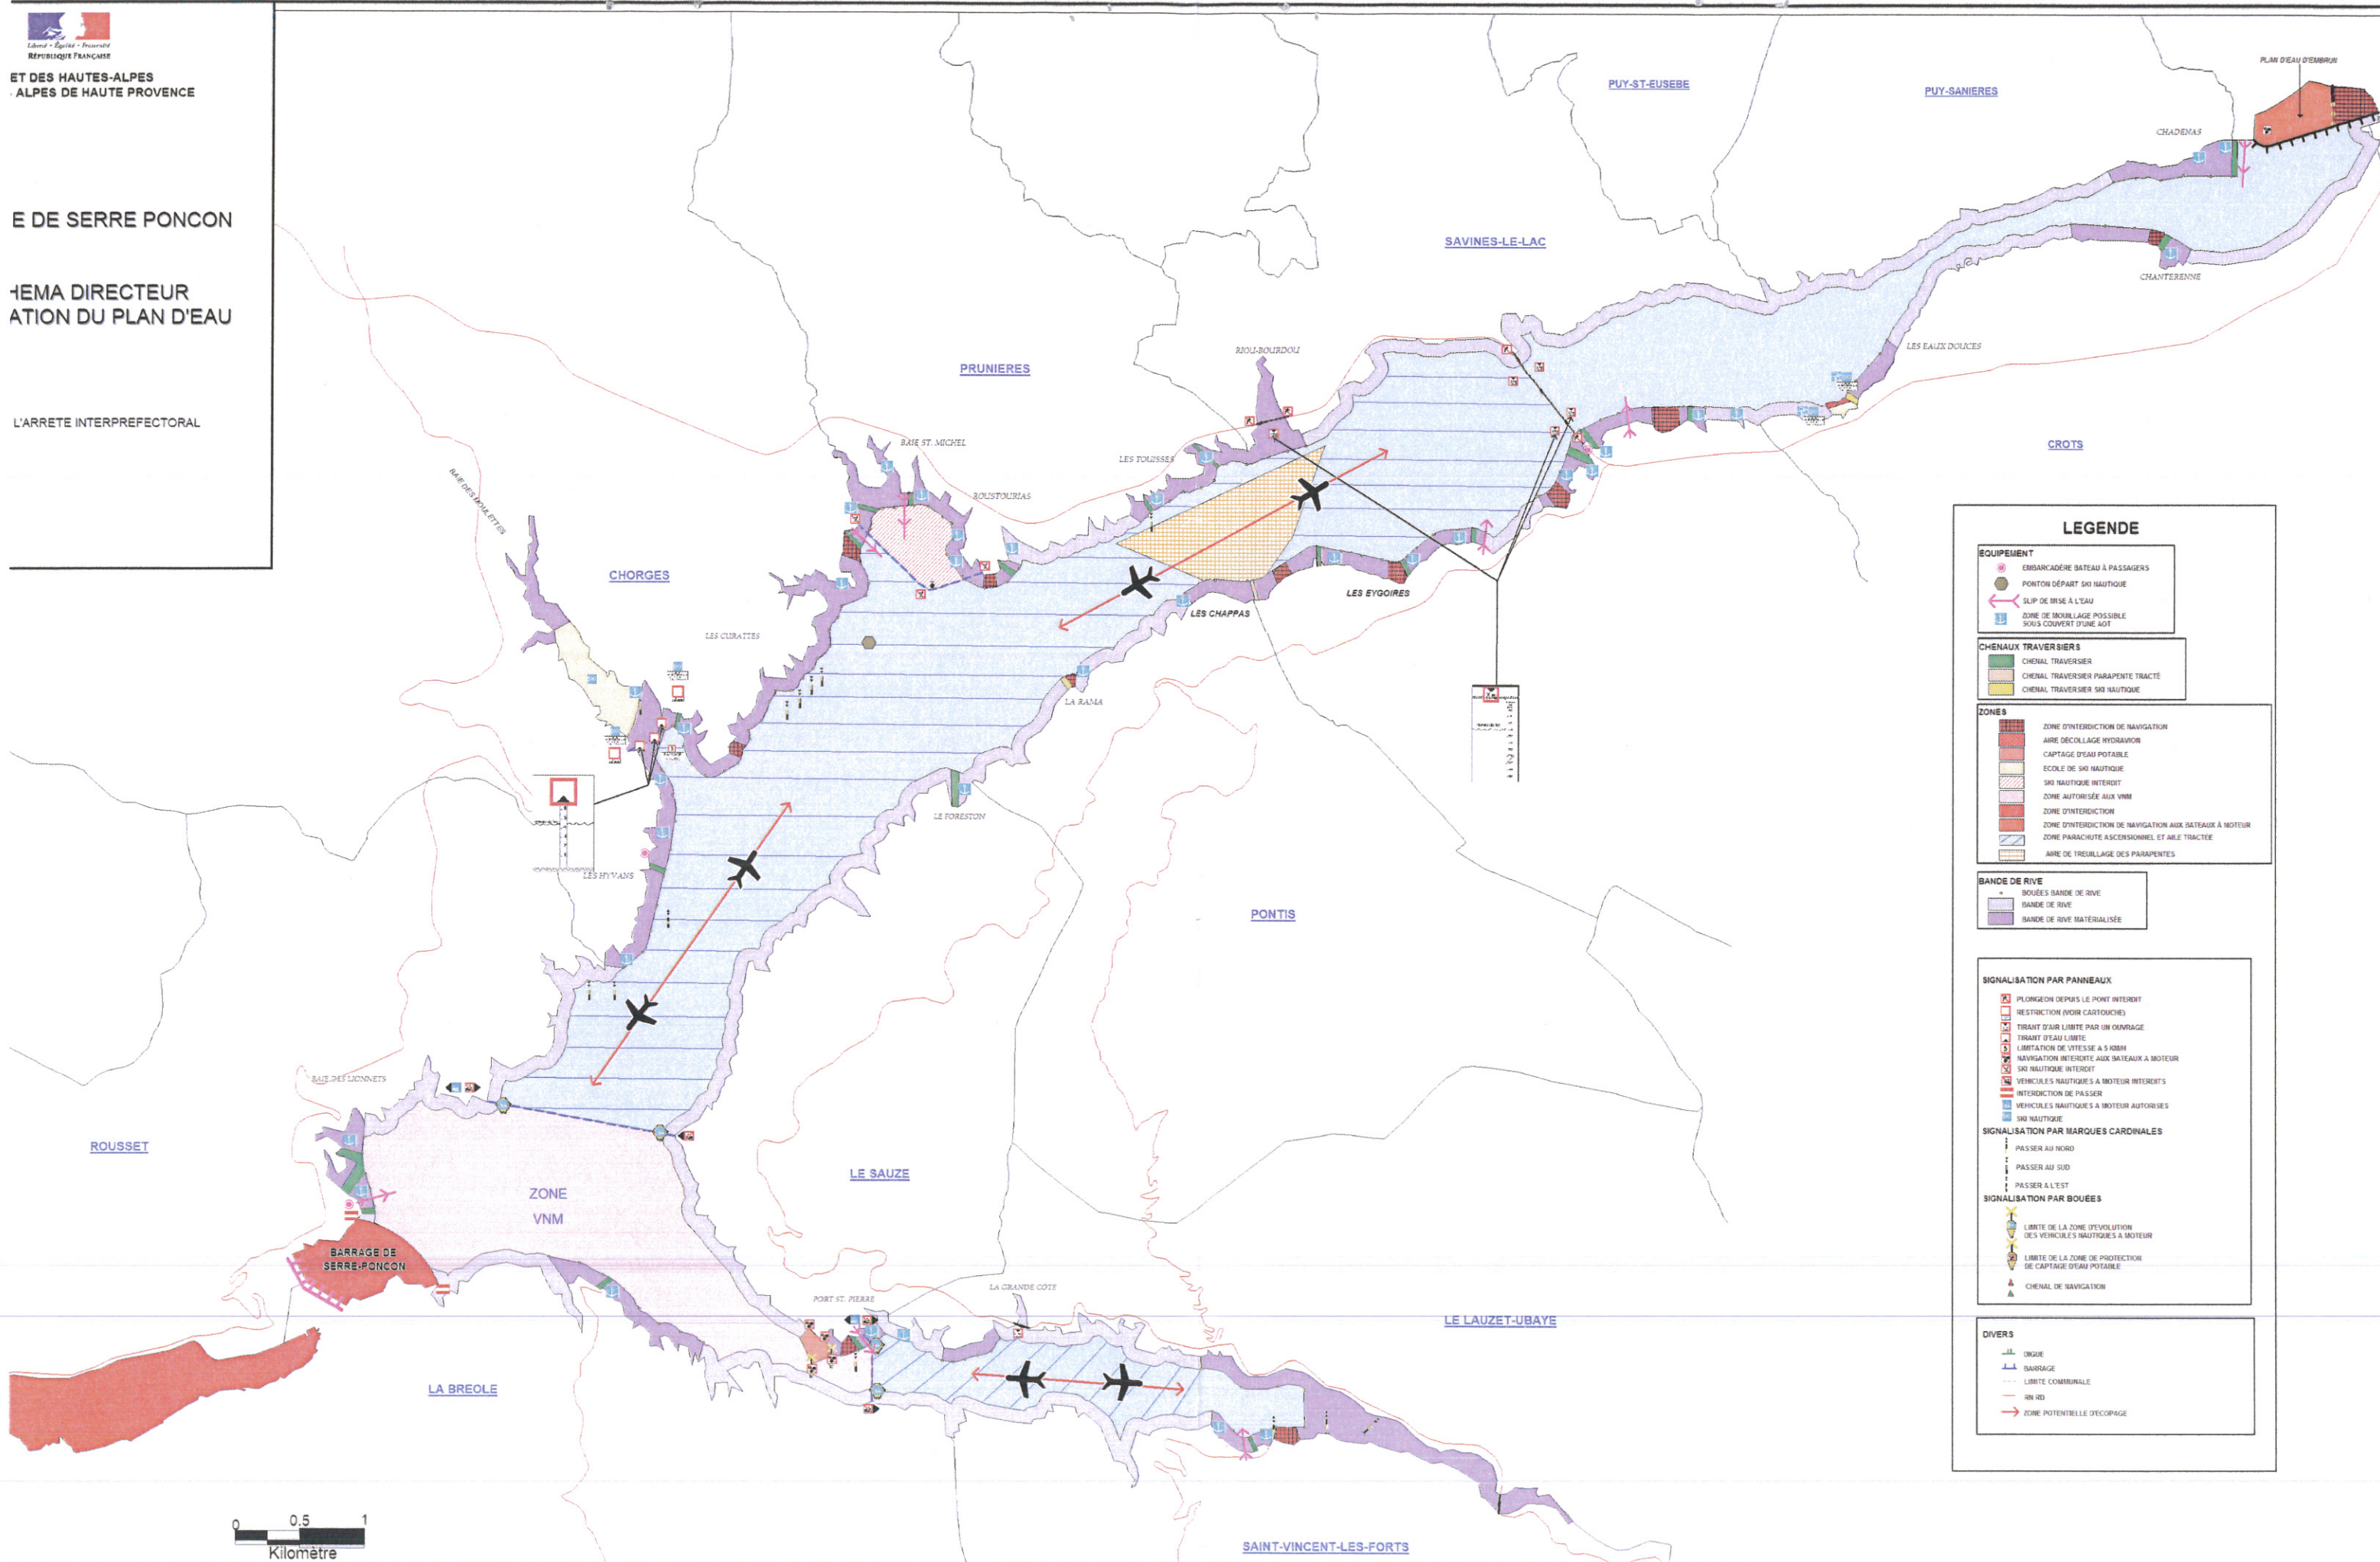 Liberté • Égalité • Fraternité
RÉPUBLIQUE FRANÇAISE
ET DES HAUTES-ALPES
ALPES DE HAUTE PROVENCE
E DE SERRE PONCON
HEMA DIRECTEUR
ATION DU PLAN D'EAU
L'ARRETE INTERPREFECTORAL
PLAN D'EAU D'EMBRUN
PUY-ST-EUSEBE
PUY-SANIERES
CHADENAS
SAVINES-LE-LAC
CHANTERENNE
LES EAUX DOUCES
RIOU-BOURDOU
PRUNIERES
CROTS
BAIE ST. MICHEL
LES TOUISSES
ROUSTOURIAS
BAIE DES MOULETTES
CHORGES
LES EYGOIRES
LES CHAPPAS
LES CURATTES
LA RAMA
LE FORESTON
LES HYVANS
PONTIS
BAIE DES LIONNETS
ROUSSET
LE SAUZE
ZONE
VNM
BARRAGE DE
SERRE-PONCON
LA GRANDE COTE
PORT ST. PIERRE
LE LAUZET-UBAYE
LA BREOLE
SAINT-VINCENT-LES-FORTS
0 0.5 1
Kilomètre
LEGENDE
EQUIPEMENT
EMBARCADÈRE BATEAU À PASSAGERS
PONTON DÉPART SKI NAUTIQUE
SLIP DE MISE À L'EAU
ZONE DE MOUILLAGE POSSIBLE
SOUS COUVERT D'UNE AOT
CHENAUX TRAVERSIERS
CHENAL TRAVERSIER
CHENAL TRAVERSIER PARAPENTE TRACTÉ
CHENAL TRAVERSIER SKI NAUTIQUE
ZONES
ZONE D'INTERDICTION DE NAVIGATION
AIRE DÉCOLLAGE HYDRAVION
CAPTAGE D'EAU POTABLE
ECOLE DE SKI NAUTIQUE
SKI NAUTIQUE INTERDIT
ZONE AUTORISÉE AUX VNM
ZONE D'INTERDICTION
ZONE D'INTERDICTION DE NAVIGATION AUX BATEAUX À MOTEUR
ZONE PARACHUTE ASCENSIONNEL ET AILE TRACTÉE
AIRE DE TREUILLAGE DES PARAPENTES
BANDE DE RIVE
BOUÉES BANDE DE RIVE
BANDE DE RIVE
BANDE DE RIVE MATÉRIALISÉE
SIGNALISATION PAR PANNEAUX
PLONGEON DEPUIS LE PONT INTERDIT
RESTRICTION (VOIR CARTOUCHE)
TIRANT D'AIR LIMITE PAR UN OUVRAGE
TIRANT D'EAU LIMITE
LIMITATION DE VITESSE A 5 KM/H
NAVIGATION INTERDITE AUX BATEAUX A MOTEUR
SKI NAUTIQUE INTERDIT
VEHICULES NAUTIQUES A MOTEUR INTERDITS
INTERDICTION DE PASSER
VEHICULES NAUTIQUES A MOTEUR AUTORISES
SKI NAUTIQUE
SIGNALISATION PAR MARQUES CARDINALES
PASSER AU NORD
PASSER AU SUD
PASSER A L'EST
SIGNALISATION PAR BOUÉES
LIMITE DE LA ZONE D'EVOLUTION
DES VEHICULES NAUTIQUES A MOTEUR
LIMITE DE LA ZONE DE PROTECTION
DE CAPTAGE D'EAU POTABLE
CHENAL DE NAVIGATION
DIVERS
DIGUE
BARRAGE
LIMITE COMMUNALE
RN RD
ZONE POTENTIELLE D'ECOPAGE